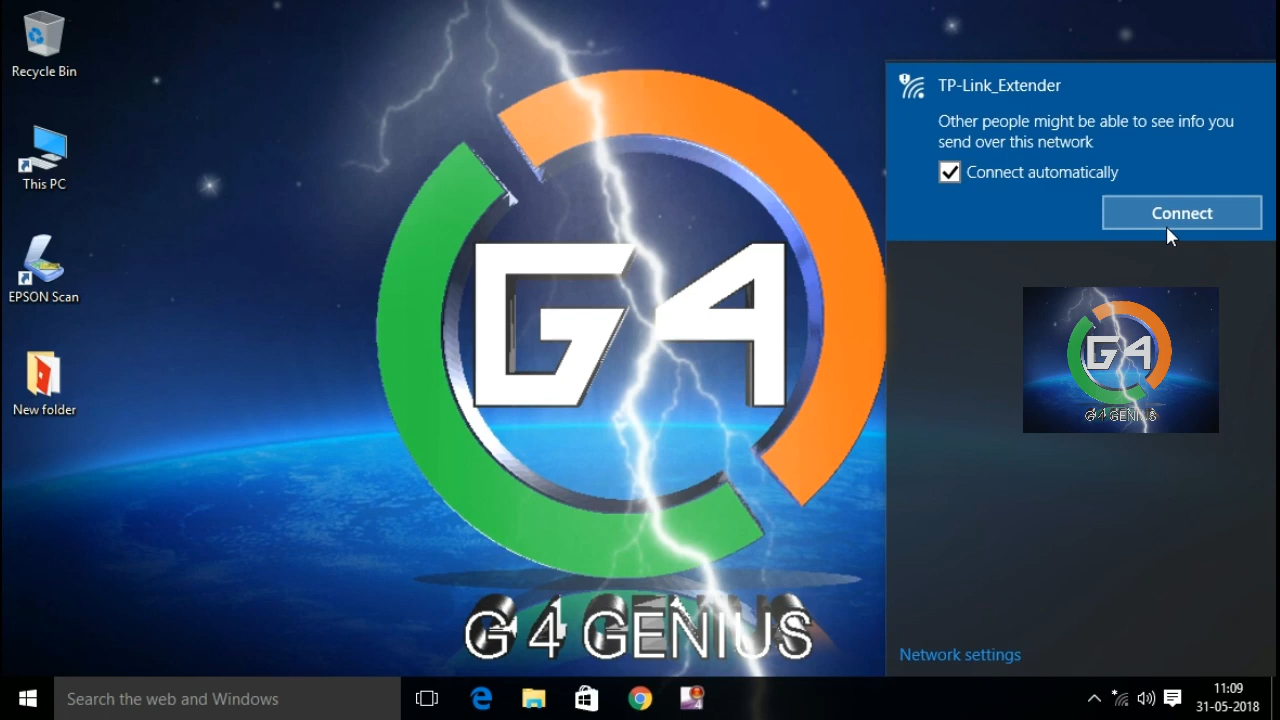 Recycle Bin
This PC
EPSON Scan
New folder
G4
G 4 GENIUS
TP-Link_Extender
Other people might be able to see info you
send over this network
Connect automatically
Connect
G4
G 4 GENIUS
Network settings
Search the web and Windows
4
11:09
31-05-2018